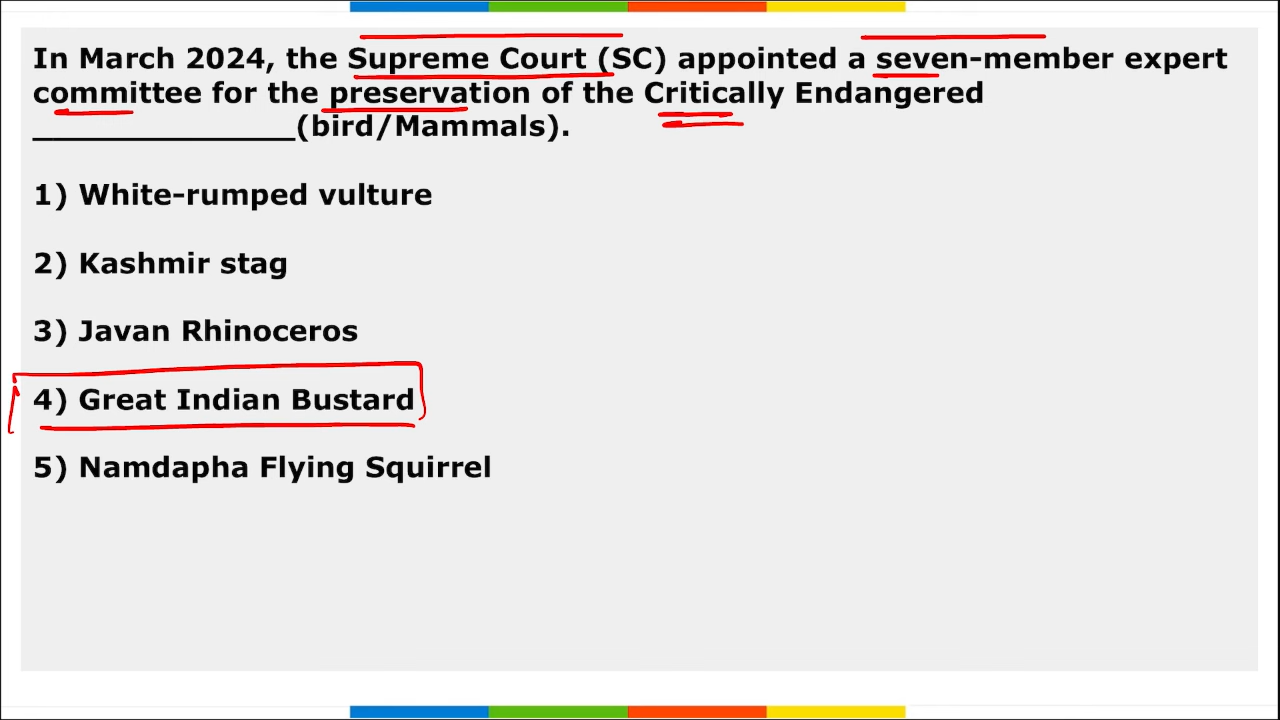 In March 2024, the Supreme Court (SC) appointed a seven-member expert
committee for the preservation of the Critically Endangered
_______________(bird/Mammals).
1) White-rumped vulture
2) Kashmir stag
3) Javan Rhinoceros
4) Great Indian Bustard
5) Namdapha Flying Squirrel